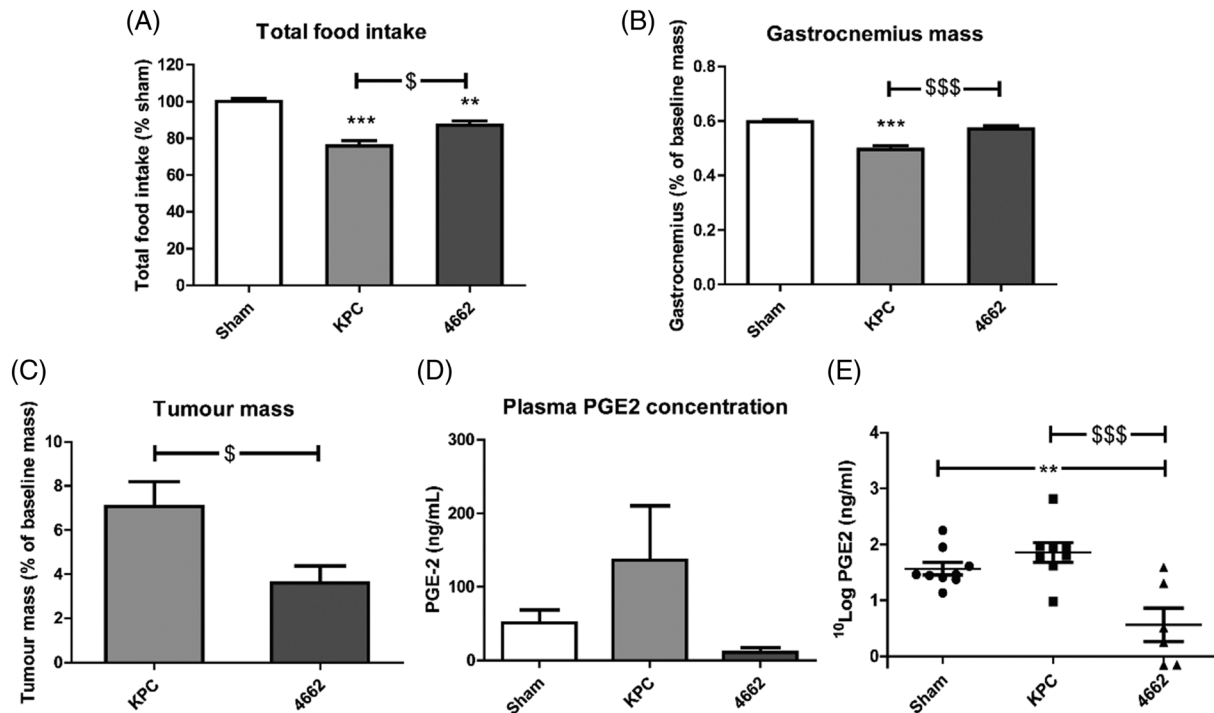 (A)
Total food intake
Total food intake (% sham)
120
100
80
60
40
20
0
$
***
**
Sham
KPC
4662
(B)
Gastrocnemius mass
Gastrocnemius (% of baseline mass)
0.8
0.6
0.4
0.2
0.0
$$$
***
Sham
KPC
4662
(C)
Tumour mass
Tumour mass (% of baseline mass)
10
8
6
4
2
0
$
KPC
4662
(D)
Plasma PGE2 concentration
PGE-2 (ng/mL)
300
200
100
0
Sham
KPC
4662
(E)
10Log PGE2 (ng/ml)
4
3
2
1
0
$$$
**
Sham
KPC
4662